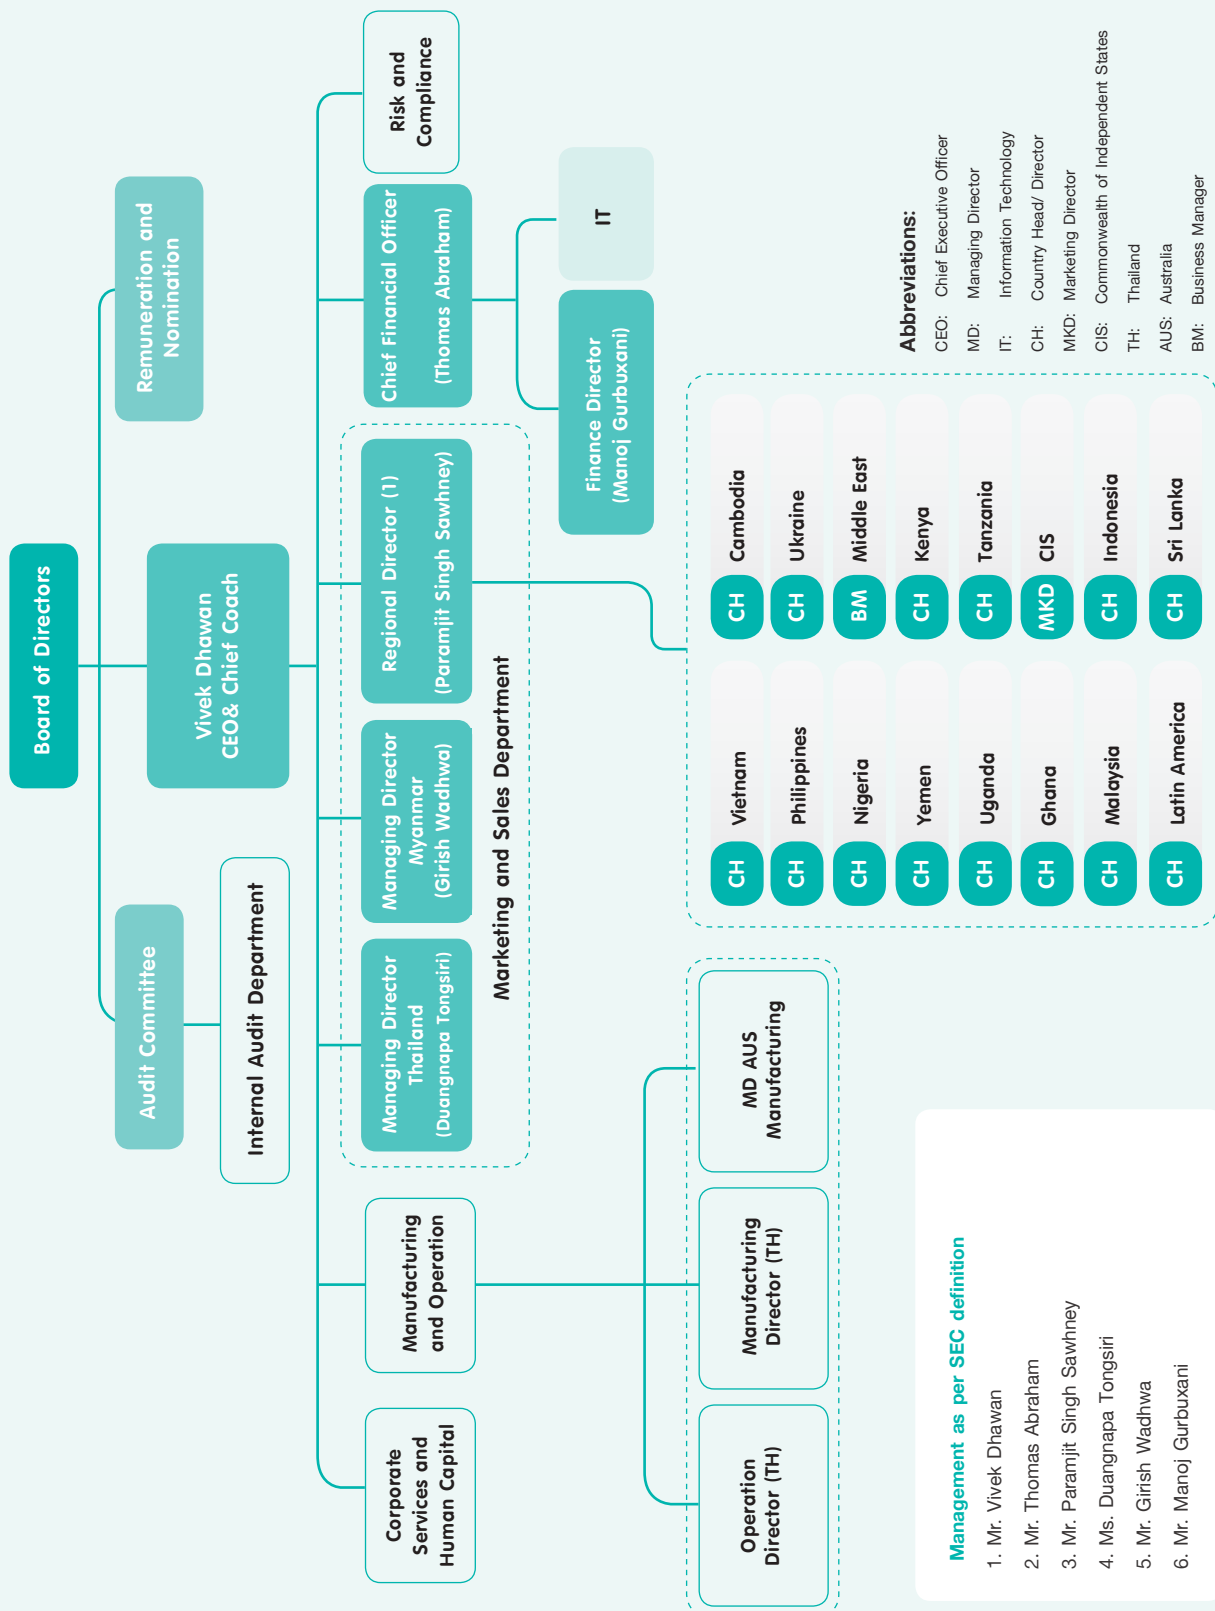 Board of Directors
Audit Committee
Remuneration and
Nomination
Vivek Dhawan
CEO& Chief Coach
Internal Audit Department
Corporate
Services and
Human Capital
Manufacturing
and Operation
Managing Director
Thailand
(Duangnapa Tongsiri)
Managing Director
Myanmar
(Girish Wadhwa)
Regional Director (1)
(Paramjit Singh Sawhney)
Chief Financial Officer
(Thomas Abraham)
Risk and
Compliance
Marketing and Sales Department
Finance Director
(Manoj Gurbuxani)
IT
Operation
Director (TH)
Manufacturing
Director (TH)
MD AUS
Manufacturing
CH Vietnam
CH Cambodia
CH Philippines
CH Ukraine
CH Nigeria
BM Middle East
CH Yemen
CH Kenya
CH Uganda
CH Tanzania
CH Ghana
MKD CIS
CH Malaysia
CH Indonesia
CH Latin America
CH Sri Lanka
Abbreviations:
CEO: Chief Executive Officer
MD: Managing Director
IT: Information Technology
CH: Country Head/ Director
MKD: Marketing Director
CIS: Commonwealth of Independent States
TH: Thailand
AUS: Australia
BM: Business Manager
Management as per SEC definition
1. Mr. Vivek Dhawan
2. Mr. Thomas Abraham
3. Mr. Paramjit Singh Sawhney
4. Ms. Duangnapa Tongsiri
5. Mr. Girish Wadhwa
6. Mr. Manoj Gurbuxani